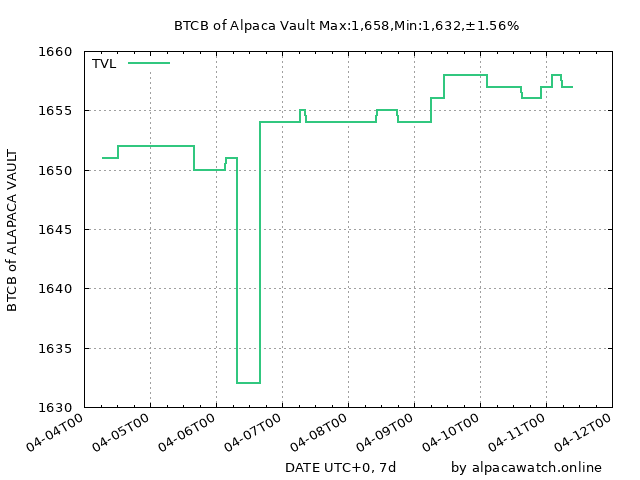 BTCB of Alpaca Vault Max:1,658,Min:1,632,±1.56%
TVL
1660
1655
1650
1645
1640
1635
1630
BTCB of ALAPACA VAULT
04-04T00
04-05T00
04-06T00
04-07T00
04-08T00
04-09T00
04-10T00
04-11T00
04-12T00
DATE UTC+0, 7d
by alpacawatch.online